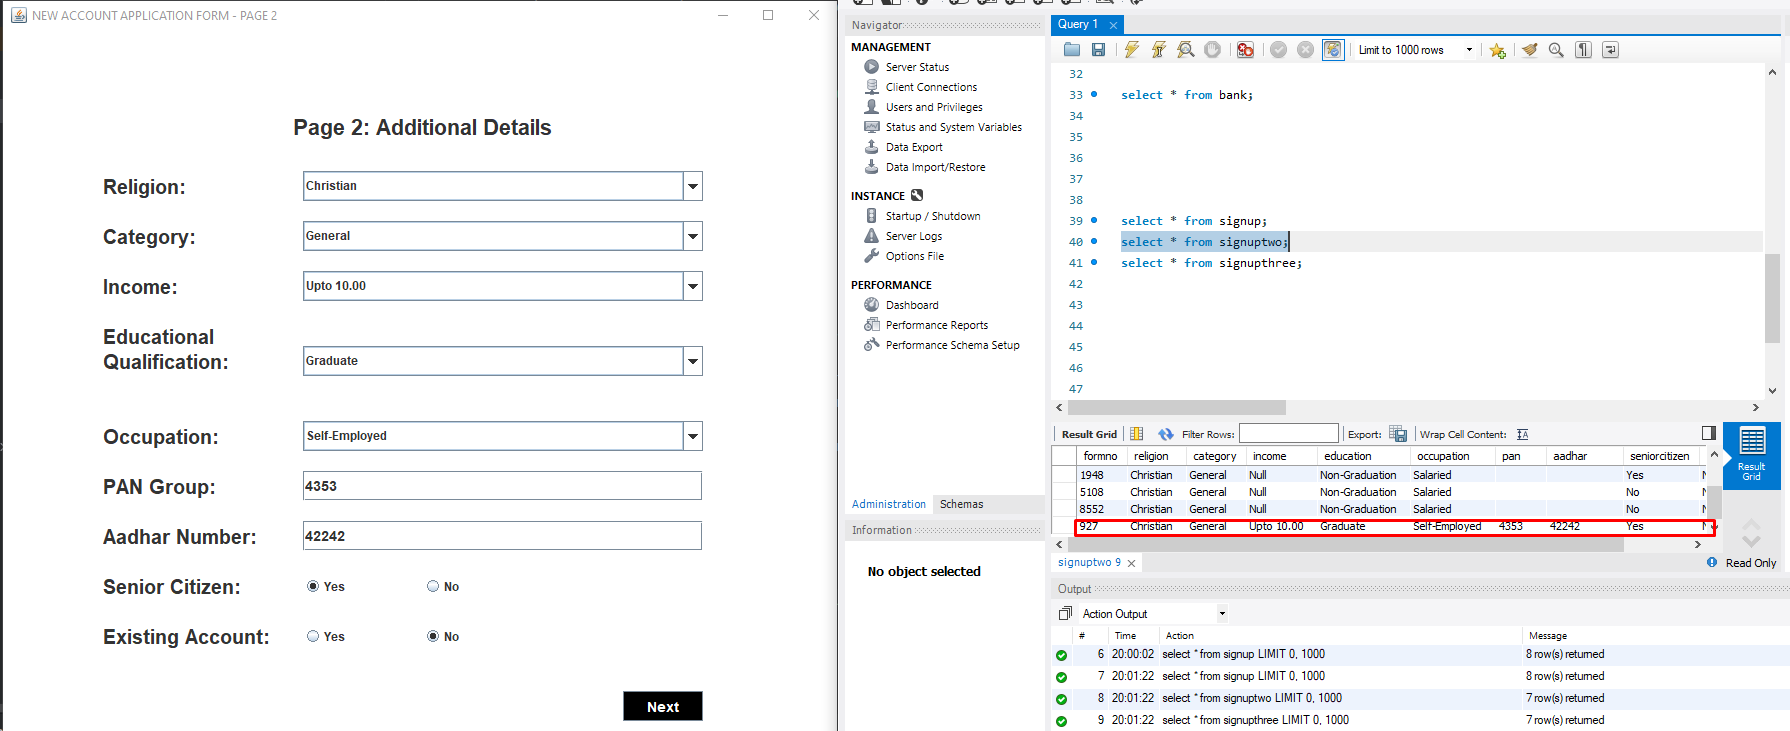 NEW ACCOUNT APPLICATION FORM - PAGE 2
Page 2: Additional Details
Religion:
Christian
Category:
General
Income:
Upto 10.00
Educational
Qualification:
Graduate
Occupation:
Self-Employed
PAN Group:
4353
Aadhar Number:
42242
Senior Citizen:
Yes No
Existing Account:
Yes No
Next
Navigator
MANAGEMENT
Server Status
Client Connections
Users and Privileges
Status and System Variables
Data Export
Data Import/Restore
INSTANCE
Startup / Shutdown
Server Logs
Options File
PERFORMANCE
Dashboard
Performance Reports
Performance Schema Setup
Administration Schemas
Information
No object selected
Query 1
Limit to 1000 rows
32
33 select * from bank;
34
35
36
37
38
39 select * from signup;
40 select * from signuptwo;
41 select * from signupthree;
42
43
44
45
46
47
Result Grid Filter Rows: Export: Wrap Cell Content:
formno religion category income education occupation pan aadhar seniorcitizen
1948 Christian General Null Non-Graduation Salaried Yes
5108 Christian General Null Non-Graduation Salaried No
8552 Christian General Null Non-Graduation Salaried No
927 Christian General Upto 10.00 Graduate Self-Employed 4353 42242 Yes
Result
Grid
signuptwo 9
Read Only
Output
Action Output
# Time Action Message
6 20:00:02 select * from signup LIMIT 0, 1000 8 row(s) returned
7 20:01:22 select * from signup LIMIT 0, 1000 8 row(s) returned
8 20:01:22 select * from signuptwo LIMIT 0, 1000 7 row(s) returned
9 20:01:22 select * from signupthree LIMIT 0, 1000 7 row(s) returned